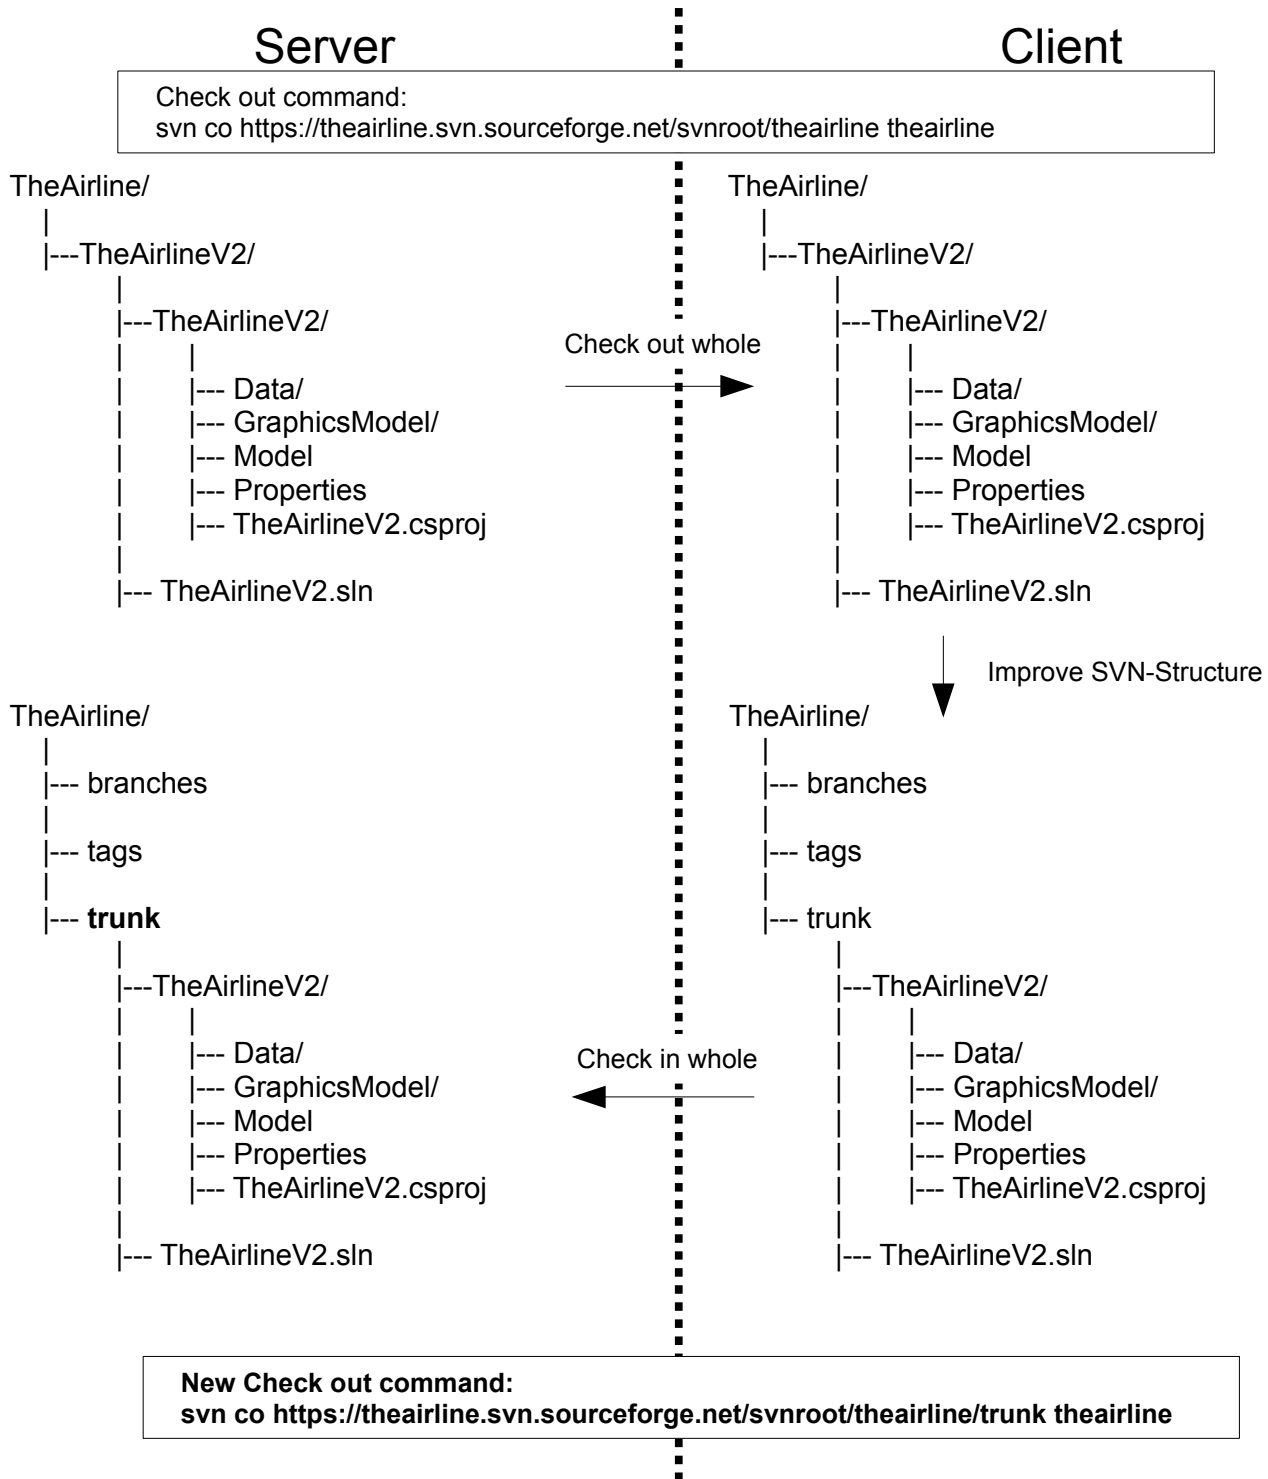 Server
Client
Check out command:
svn co https://theairline.svn.sourceforge.net/svnroot/theairline theairline
TheAirline/
|
|---TheAirlineV2/
|
|---TheAirlineV2/
| |
| |--- Data/
| |--- GraphicsModel/
| |--- Model
| |--- Properties
| |--- TheAirlineV2.csproj
|
|--- TheAirlineV2.sln
Check out whole
TheAirline/
|
|---TheAirlineV2/
|
|---TheAirlineV2/
| |
| |--- Data/
| |--- GraphicsModel/
| |--- Model
| |--- Properties
| |--- TheAirlineV2.csproj
|
|--- TheAirlineV2.sln
Improve SVN-Structure
TheAirline/
|
|--- branches
|
|--- tags
|
|--- trunk
|
|---TheAirlineV2/
| |
| |--- Data/
| |--- GraphicsModel/
| |--- Model
| |--- Properties
| |--- TheAirlineV2.csproj
|
|--- TheAirlineV2.sln
Check in whole
TheAirline/
|
|--- branches
|
|--- tags
|
|--- trunk
|
|---TheAirlineV2/
| |
| |--- Data/
| |--- GraphicsModel/
| |--- Model
| |--- Properties
| |--- TheAirlineV2.csproj
|
|--- TheAirlineV2.sln
New Check out command:
svn co https://theairline.svn.sourceforge.net/svnroot/theairline/trunk theairline